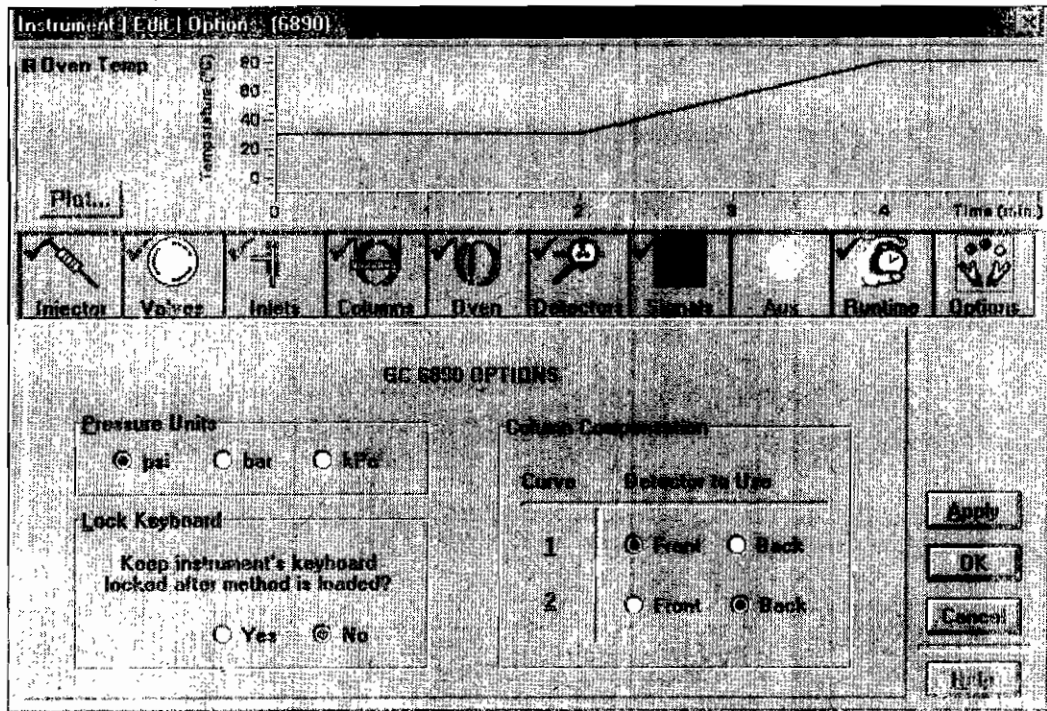 Instrument | Edit | Options: (6890)
Oven Temp
Temperature (°C)
80
60
40
20
0
Plot...
0 1 2 3 4 Time (min.)
Injector Valves Inlets Columns Oven Detectors Signals Aux Runtime Options
GC 6890 OPTIONS
Pressure Units
psi bar kPa
Lock Keyboard
Keep instrument's keyboard
locked after method is loaded?
Yes No
Column Compensation
Curve Detector to Use
1 Front Back
2 Front Back
Apply
OK
Cancel
Help